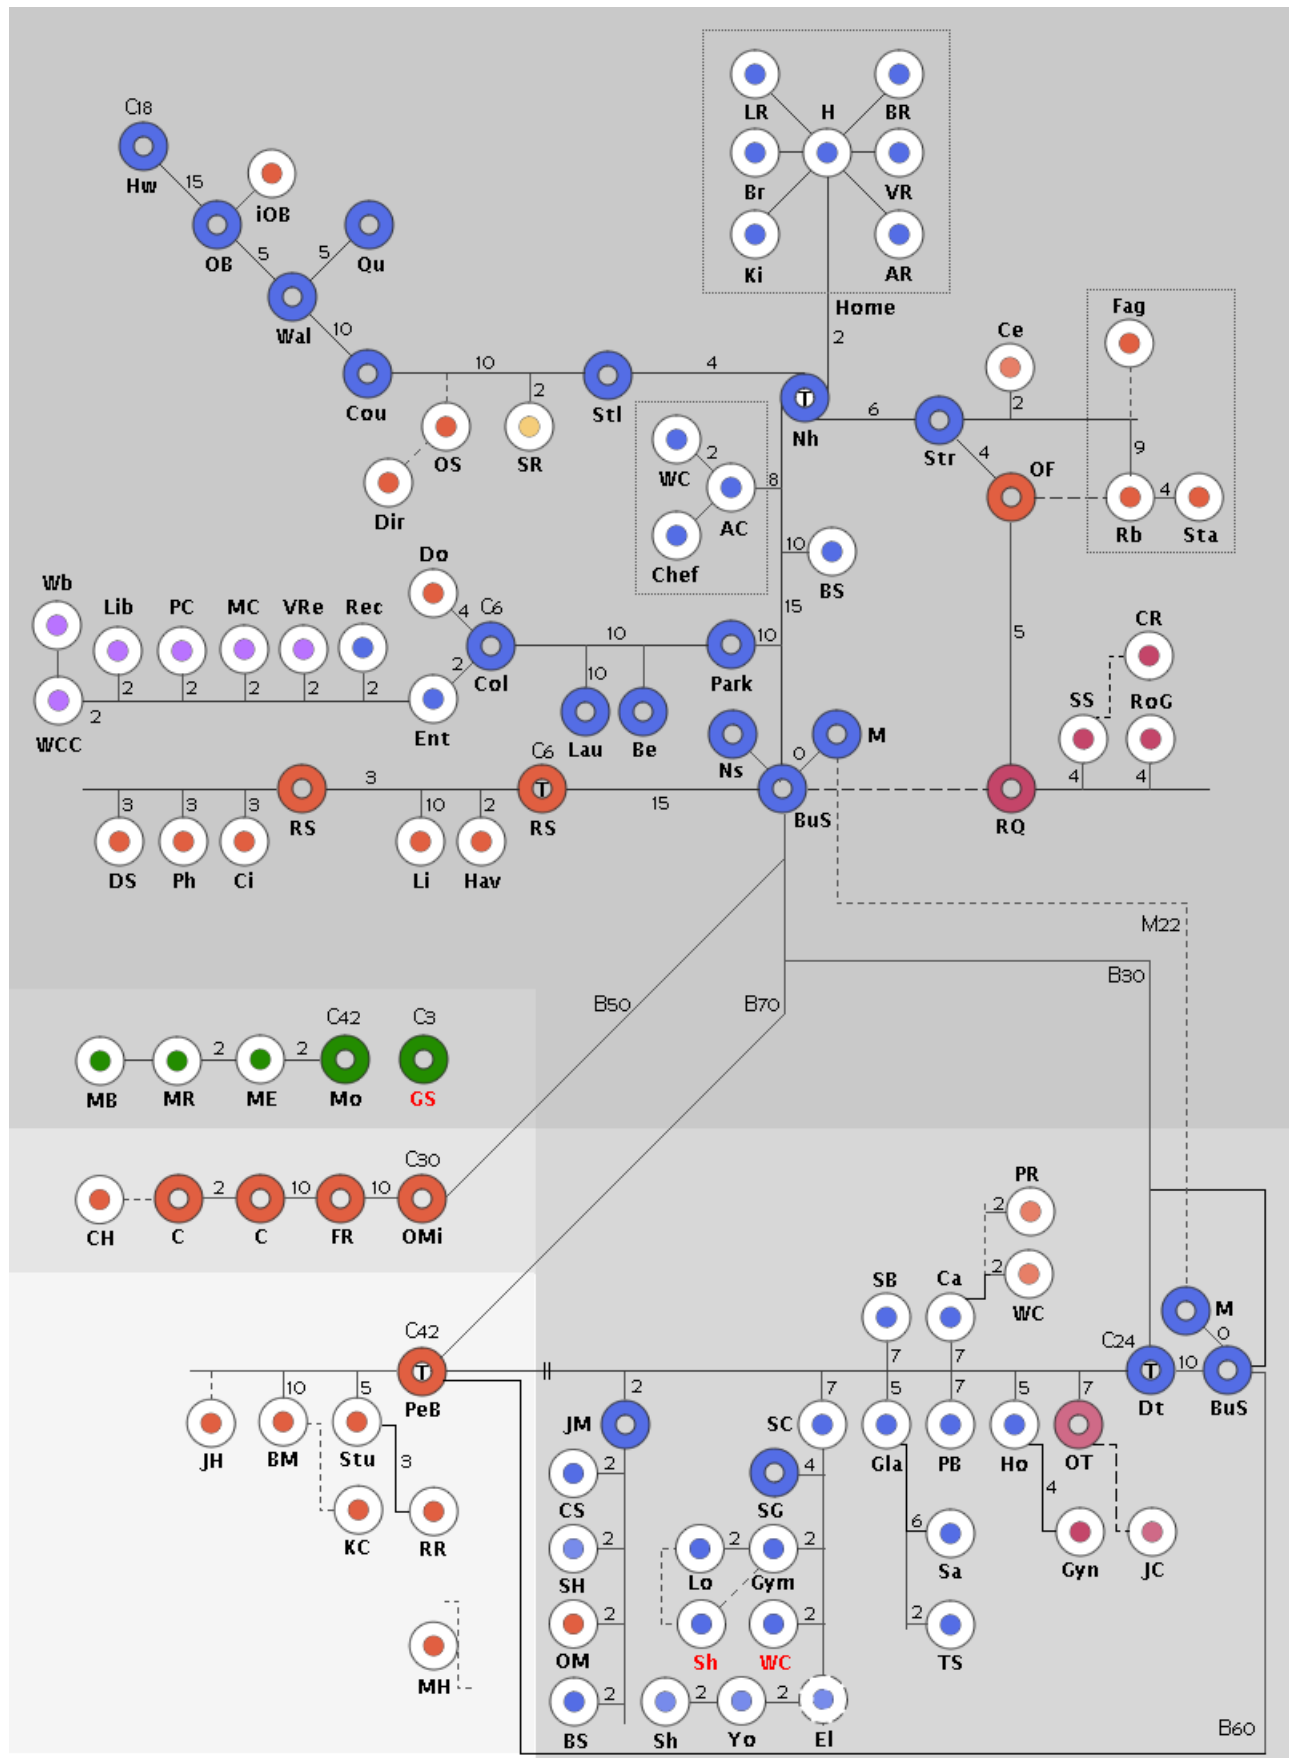 LR H BR
C18
15
Hw
iOB
Br VR
5 5
OB Qu
Ki AR
Wal
10
Home
Fag
2
Ce
10 4
Cou Stl
2
2
T
Nh
6
Str
4
OF
9
OS SR
WC
2
8
AC
4
Dir
Rb Sta
Do
Chef
10
BS
Wb
Lib PC MC VRe Rec
4
C6
15
CR
10 10
5
2 2 2 2 2
2
Col Park
SS RoG
2
10
WCC
Ent
Lau Be
M
C6
Ns
0
4 4
3
T
RS
15
RS
BuS RQ
3 3 3
10 2
DS Ph Ci
Li Hav
M22
B30
B50 B70
C42 C3
2 2
MB MR ME Mo GS
C30
PR
2 10 10
2
CH C C FR OMi
SB Ca
2
WC
M
C42
C24
0
7 7
T
T
10
10 5
2 7 5 7 5 7
PeB
Dt BuS
JM SC
JH BM Stu
Gla PB Ho OT
3
2
4
CS
SG
4
KC RR
6
2
2 2
SH
Lo Gym
Sa
Gyn JC
2
2
2
OM
Sh WC
TS
MH
2
2 2
BS Sh Yo El
B60